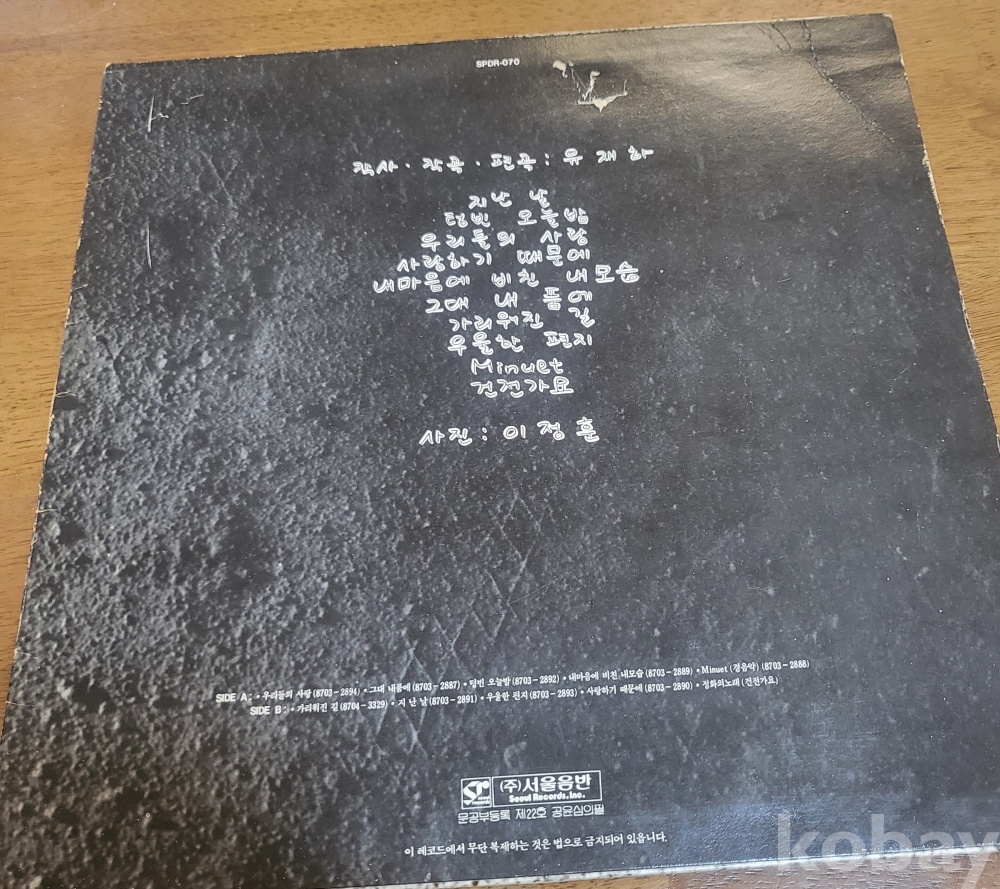 SPDR-070
작사 · 작곡 · 편곡 : 유재하
지난 날
텅빈 오늘밤
우리들의 사랑
사랑하기 때문에
내마음에 비친 내모습
그대 내 품에
가리워진 길
우울한 편지
Minuet
건전가요
사진 : 이정훈
SIDE A : • 우리들의 사랑 (8703-2894) • 그대 내품에 (8703-2887) • 텅빈 오늘밤 (8703-2892) • 내마음에 비친 내모습 (8703-2889) • Minuet (경음악) (8703-2888)
SIDE B : • 가리워진 길 (8704-3329) • 지난 날 (8703-2891) • 우울한 편지 (8703-2893) • 사랑하기 때문에 (8703-2890) • 정화의노래 (건전가요)
(주)서울음반
Seoul Records, Inc.
문공부등록 제22호 공윤심의필
이 레코드에서 무단 복제하는 것은 법으로 금지되어 있읍니다.
kobay